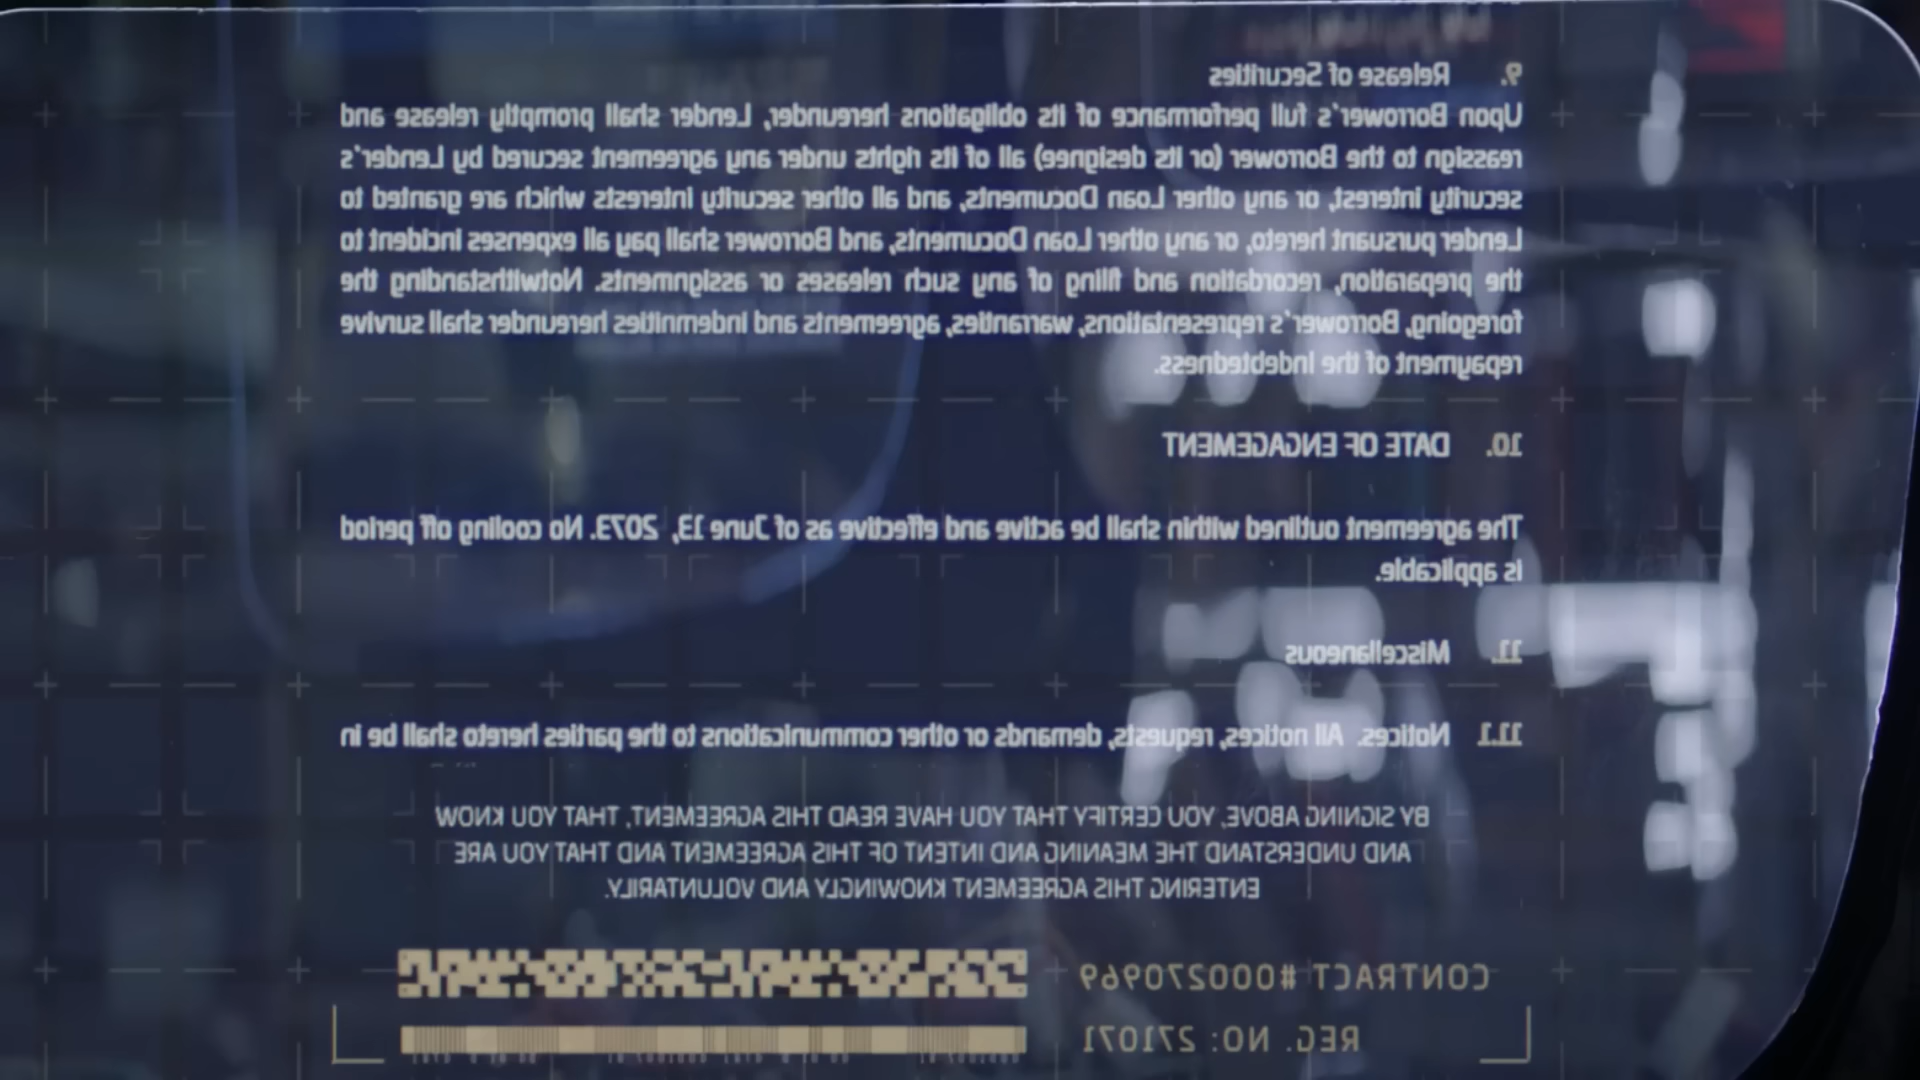 9. Release of Securities
Upon Borrower's full performance of its obligations hereunder, Lender shall promptly release and
reassign to the Borrower (or its designee) all of its rights under any agreement secured by Lender's
security interest, or any other Loan Documents, and all other security interests which are granted to
Lender pursuant hereto, or any other Loan Documents, and Borrower shall pay all expenses incident to
the preparation, recordation and filing of any such releases or assignments. Notwithstanding the
foregoing, Borrower's representations, warranties, agreements and indemnities hereunder shall survive
repayment of the Indebtedness.
10. DATE OF ENGAGEMENT
The agreement outlined within shall be active and effective as of June 13, 2073. No cooling off period
is applicable.
11. Miscellaneous
11.1 Notices. All notices, requests, demands or other communications to the parties hereto shall be in
BY SIGNING ABOVE, YOU CERTIFY THAT YOU HAVE READ THIS AGREEMENT, THAT YOU KNOW
AND UNDERSTAND THE MEANING AND INTENT OF THIS AGREEMENT AND THAT YOU ARE
ENTERING THIS AGREEMENT KNOWINGLY AND VOLUNTARILY.
CONTRACT #000270969
REG. NO: 271071